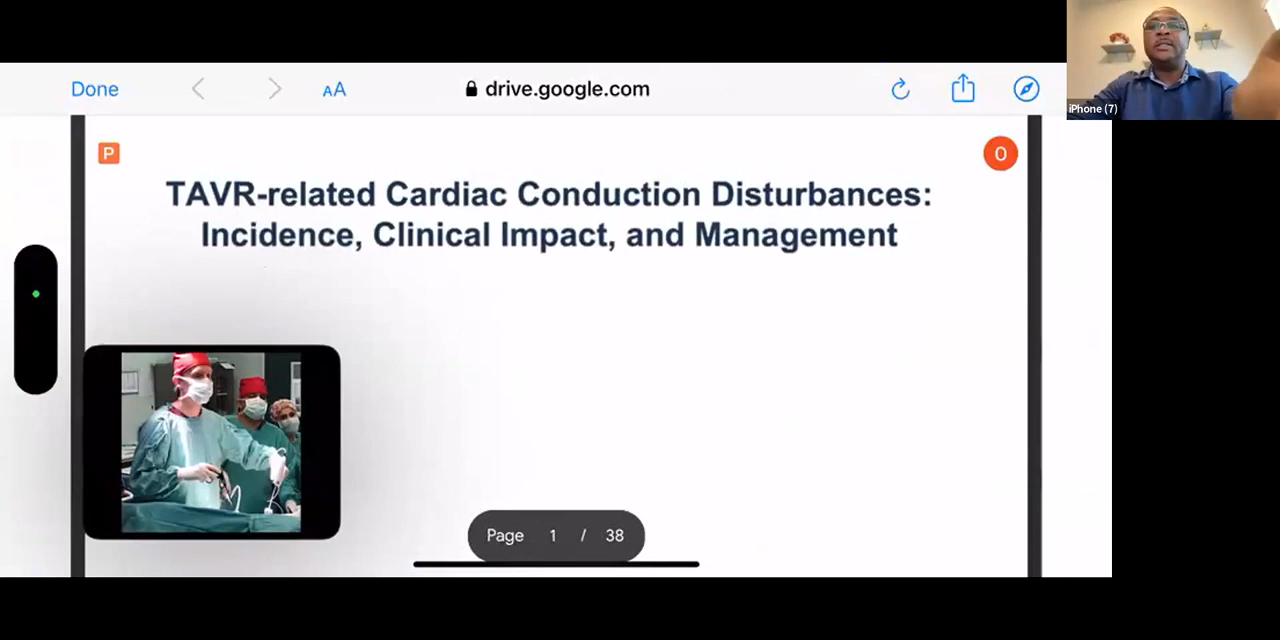 Done
AA
drive.google.com
iPhone (7)
P
0
TAVR-related Cardiac Conduction Disturbances:
Incidence, Clinical Impact, and Management
Page 1 / 38